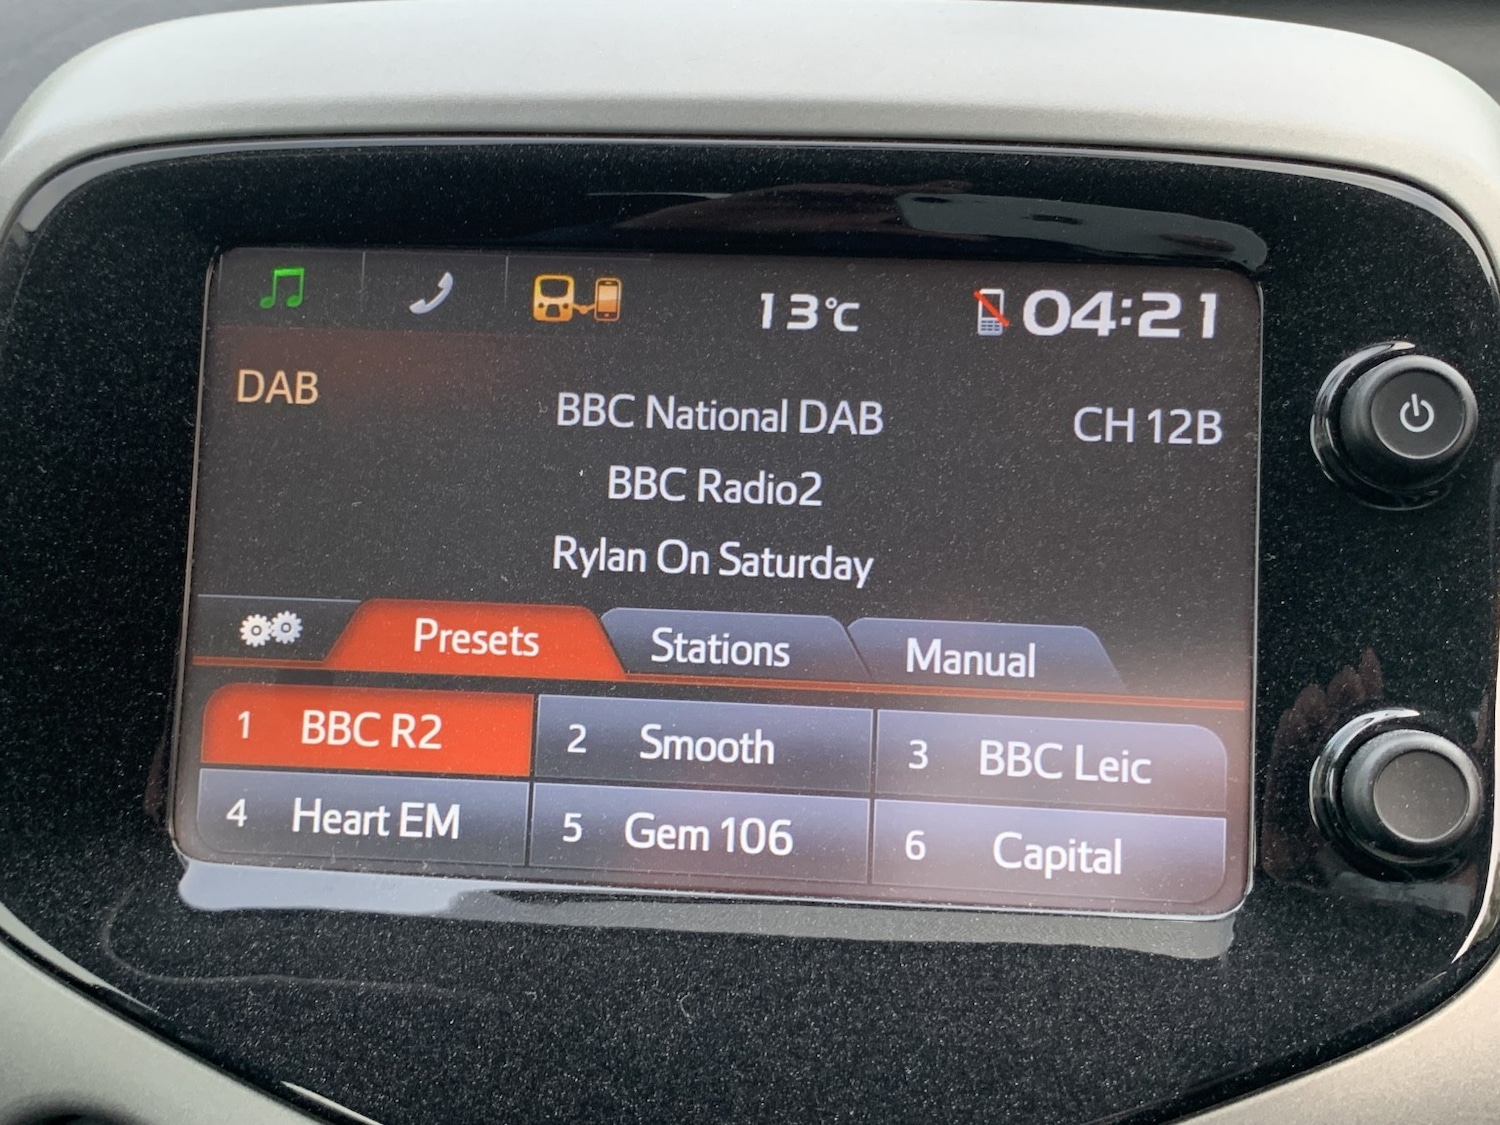 13°C 04:21
DAB
BBC National DAB CH 12B
BBC Radio2
Rylan On Saturday
Presets Stations Manual
1 BBC R2 2 Smooth 3 BBC Leic
4 Heart EM 5 Gem 106 6 Capital